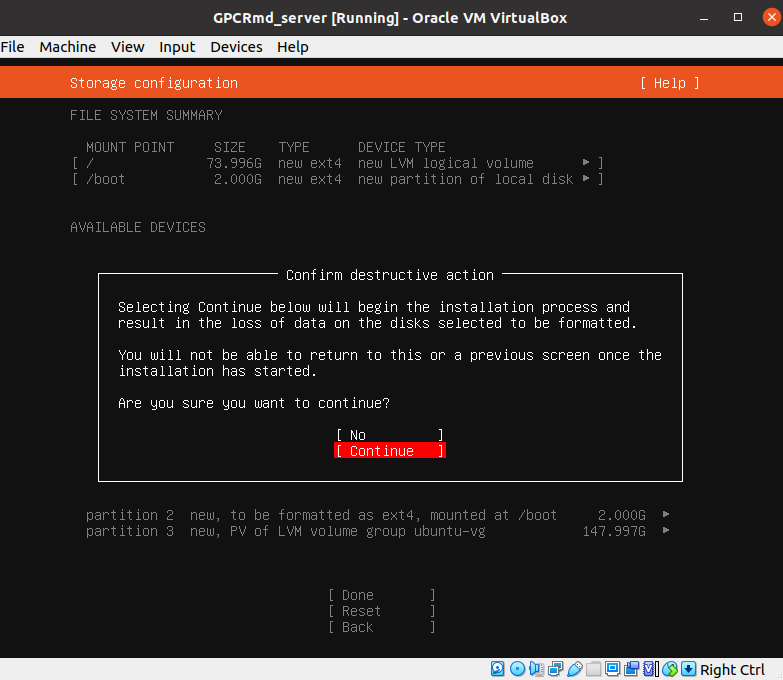 GPCRmd_server [Running] - Oracle VM VirtualBox
File Machine View Input Devices Help
Storage configuration [ Help ]
FILE SYSTEM SUMMARY
MOUNT POINT SIZE TYPE DEVICE TYPE
[ / 73.996G new ext4 new LVM logical volume ▸ ]
[ /boot 2.000G new ext4 new partition of local disk ▸ ]
AVAILABLE DEVICES
Confirm destructive action
Selecting Continue below will begin the installation process and
result in the loss of data on the disks selected to be formatted.
You will not be able to return to this or a previous screen once the
installation has started.
Are you sure you want to continue?
[ No ]
[ Continue ]
partition 2 new, to be formatted as ext4, mounted at /boot 2.000G ▸
partition 3 new, PV of LVM volume group ubuntu-vg 147.997G ▸
[ Done ]
[ Reset ]
[ Back ]
Right Ctrl